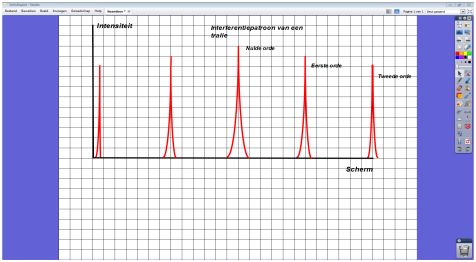 Intensiteit
Interferentiepatroon van een
tralie
Nulde orde
Eerste orde
Tweede orde
Scherm